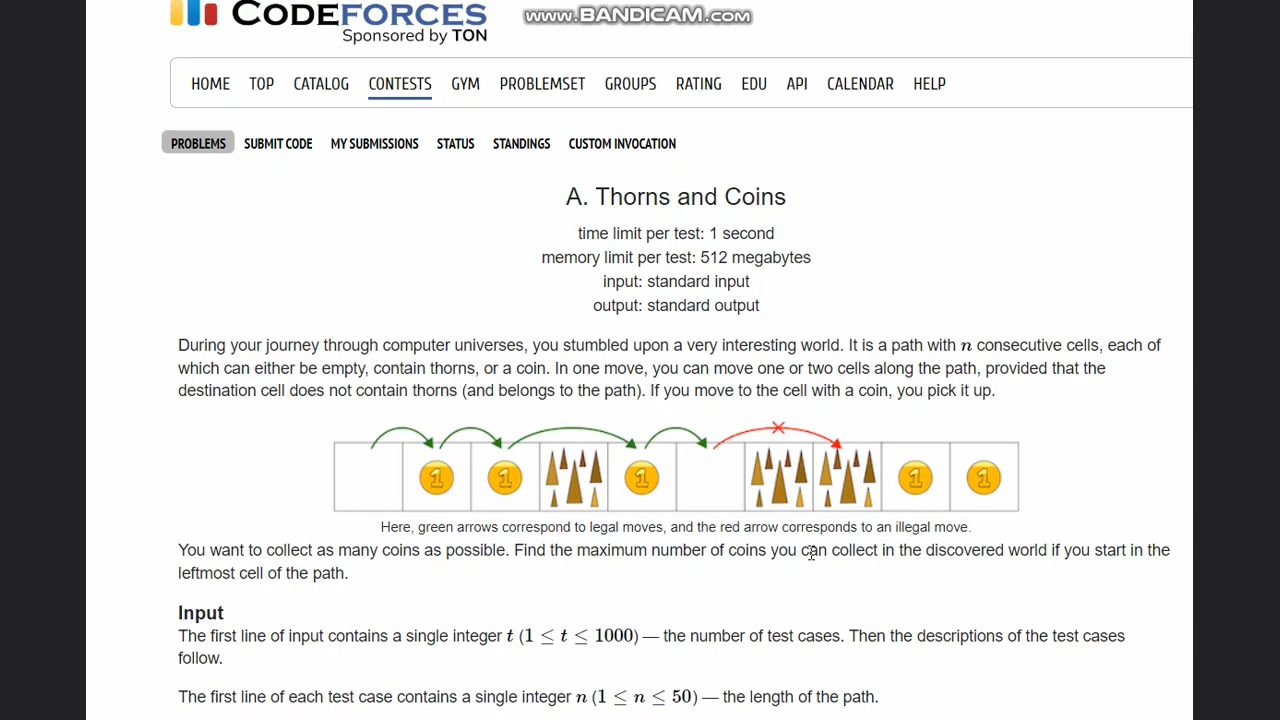 CODEFORCES
Sponsored by TON
www.BANDICAM.com
HOME TOP CATALOG CONTESTS GYM PROBLEMSET GROUPS RATING EDU API CALENDAR HELP
PROBLEMS SUBMIT CODE MY SUBMISSIONS STATUS STANDINGS CUSTOM INVOCATION
A. Thorns and Coins
time limit per test: 1 second
memory limit per test: 512 megabytes
input: standard input
output: standard output
During your journey through computer universes, you stumbled upon a very interesting world. It is a path with n consecutive cells, each of
which can either be empty, contain thorns, or a coin. In one move, you can move one or two cells along the path, provided that the
destination cell does not contain thorns (and belongs to the path). If you move to the cell with a coin, you pick it up.
1 1 1 1 1
Here, green arrows correspond to legal moves, and the red arrow corresponds to an illegal move.
You want to collect as many coins as possible. Find the maximum number of coins you can collect in the discovered world if you start in the
leftmost cell of the path.
Input
The first line of input contains a single integer t (1 ≤ t ≤ 1000) — the number of test cases. Then the descriptions of the test cases
follow.
The first line of each test case contains a single integer n (1 ≤ n ≤ 50) — the length of the path.